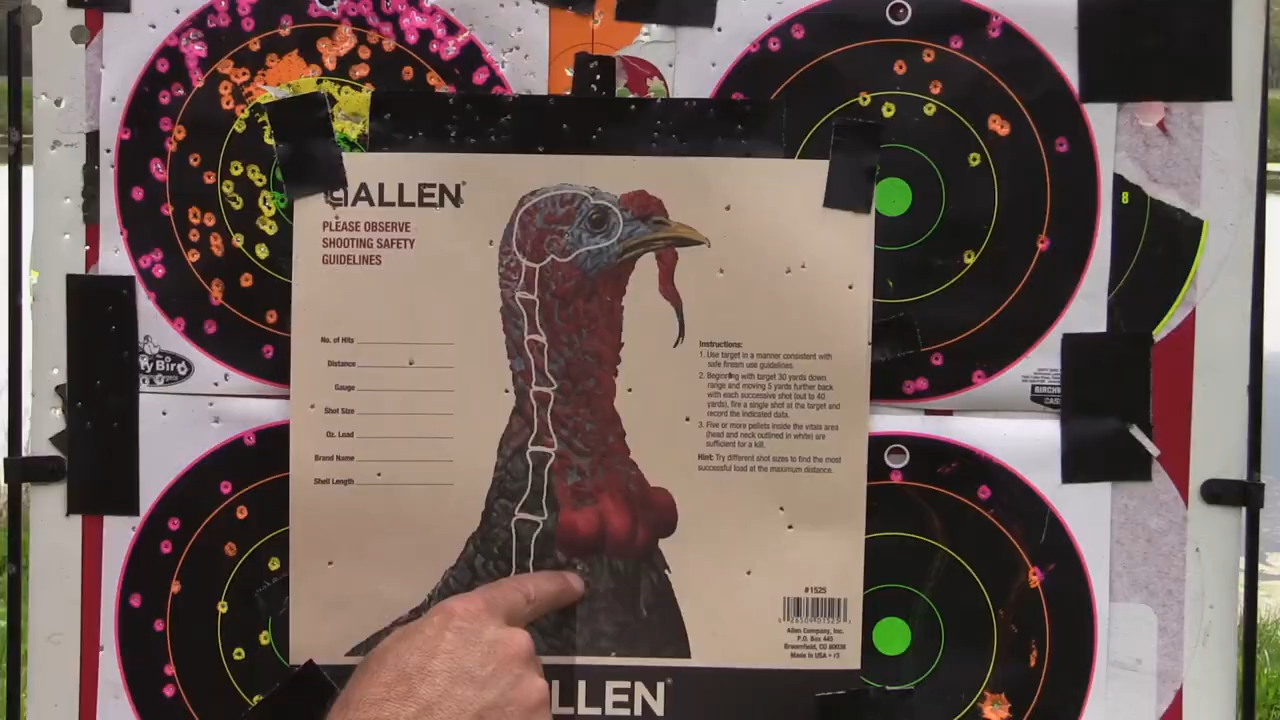 ALLEN
PLEASE OBSERVE
SHOOTING SAFETY
GUIDELINES
No. of Hits
Distance
Gauge
Shot Size
Oz. Lead
Brand Name
Shell Length
Instructions:
1. Use target in a manner consistent with
safe firearm use guidelines.
2. Beginning with target 30 yards down
range and moving 5 yards further back
with each successive shot (out to 40
yards), fire a single shot at the target and
record the indicated data.
3. Five or more pellets inside the vitals area
(head and neck outlined in white) are
sufficient for a kill.
Hint: Try different shot sizes to find the most
successful load at the maximum distance.
#1525
Allen Company, Inc.
P.O. Box 445
Broomfield, CO 80038
Made in USA • r3
LLEN
8